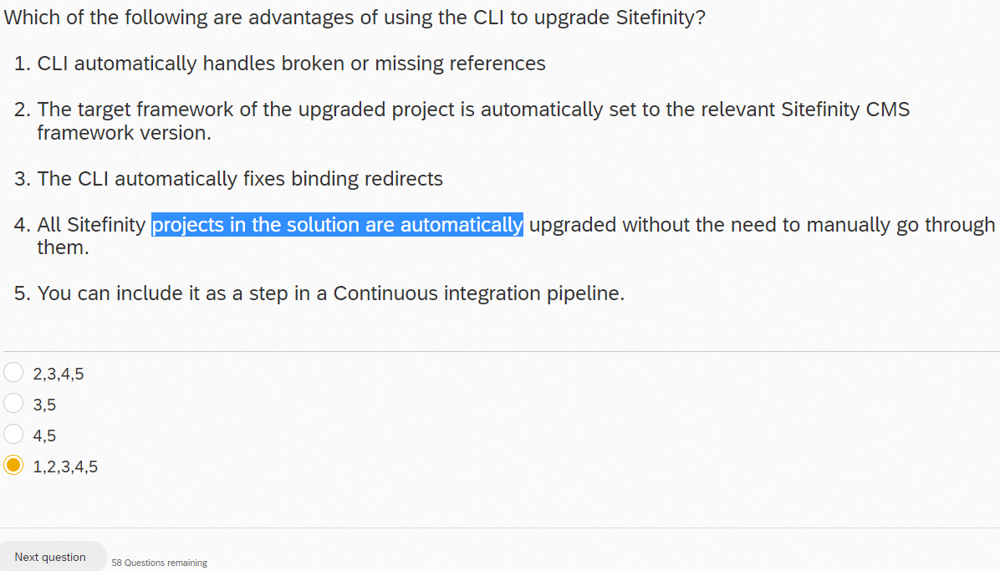 Which of the following are advantages of using the CLI to upgrade Sitefinity?
1. CLI automatically handles broken or missing references
2. The target framework of the upgraded project is automatically set to the relevant Sitefinity CMS
framework version.
3. The CLI automatically fixes binding redirects
4. All Sitefinity projects in the solution are automatically upgraded without the need to manually go through
them.
5. You can include it as a step in a Continuous integration pipeline.
2,3,4,5
3,5
4,5
1,2,3,4,5
Next question
58 Questions remaining